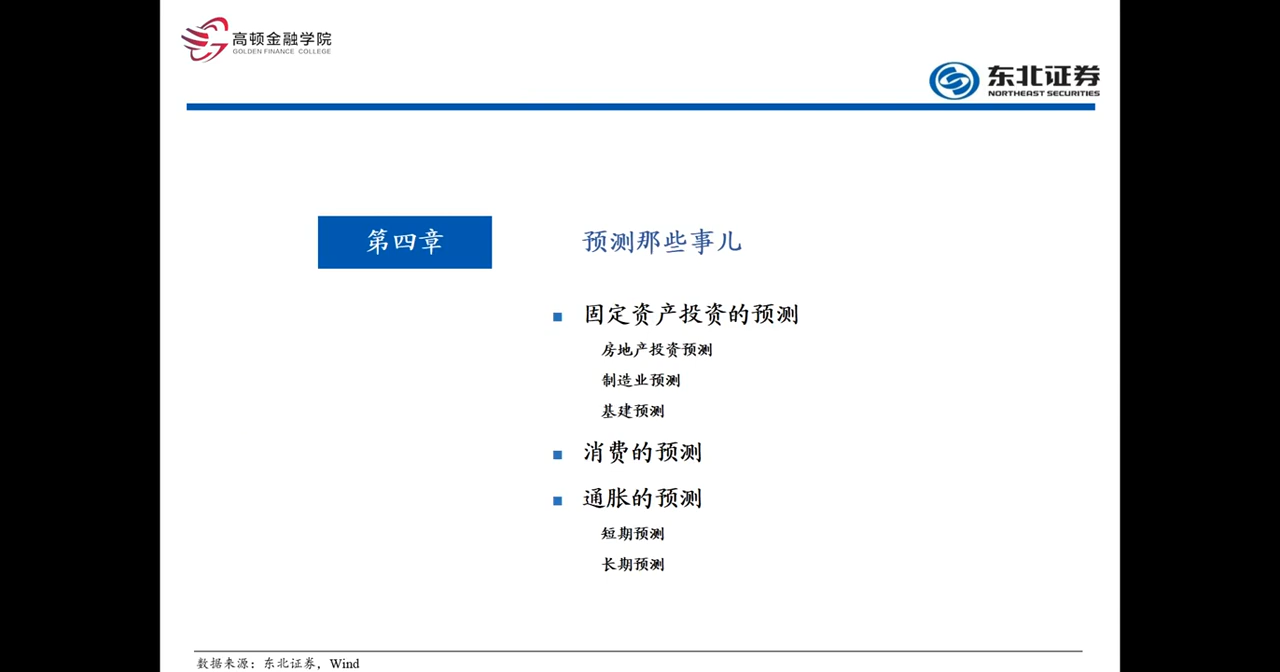 高顿金融学院
GOLDEN FINANCE COLLEGE
东北证券
NORTHEAST SECURITIES
第四章
预测那些事儿
固定资产投资的预测
房地产投资预测
制造业预测
基建预测
消费的预测
通胀的预测
短期预测
长期预测
数据来源：东北证券，Wind